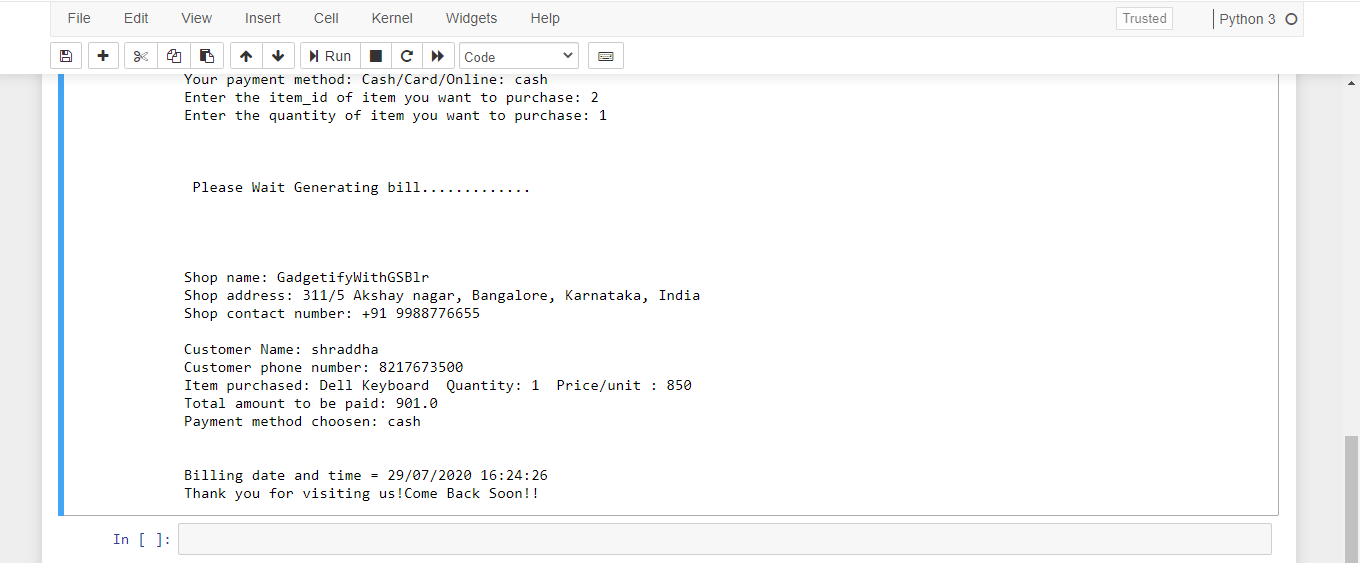 File Edit View Insert Cell Kernel Widgets Help Trusted Python 3
Run Code
Your payment method: Cash/Card/Online: cash
Enter the item_id of item you want to purchase: 2
Enter the quantity of item you want to purchase: 1
Please Wait Generating bill.............
Shop name: GadgetifyWithGSBlr
Shop address: 311/5 Akshay nagar, Bangalore, Karnataka, India
Shop contact number: +91 9988776655
Customer Name: shraddha
Customer phone number: 8217673500
Item purchased: Dell Keyboard  Quantity: 1  Price/unit : 850
Total amount to be paid: 901.0
Payment method choosen: cash
Billing date and time = 29/07/2020 16:24:26
Thank you for visiting us!Come Back Soon!!
In [ ]: